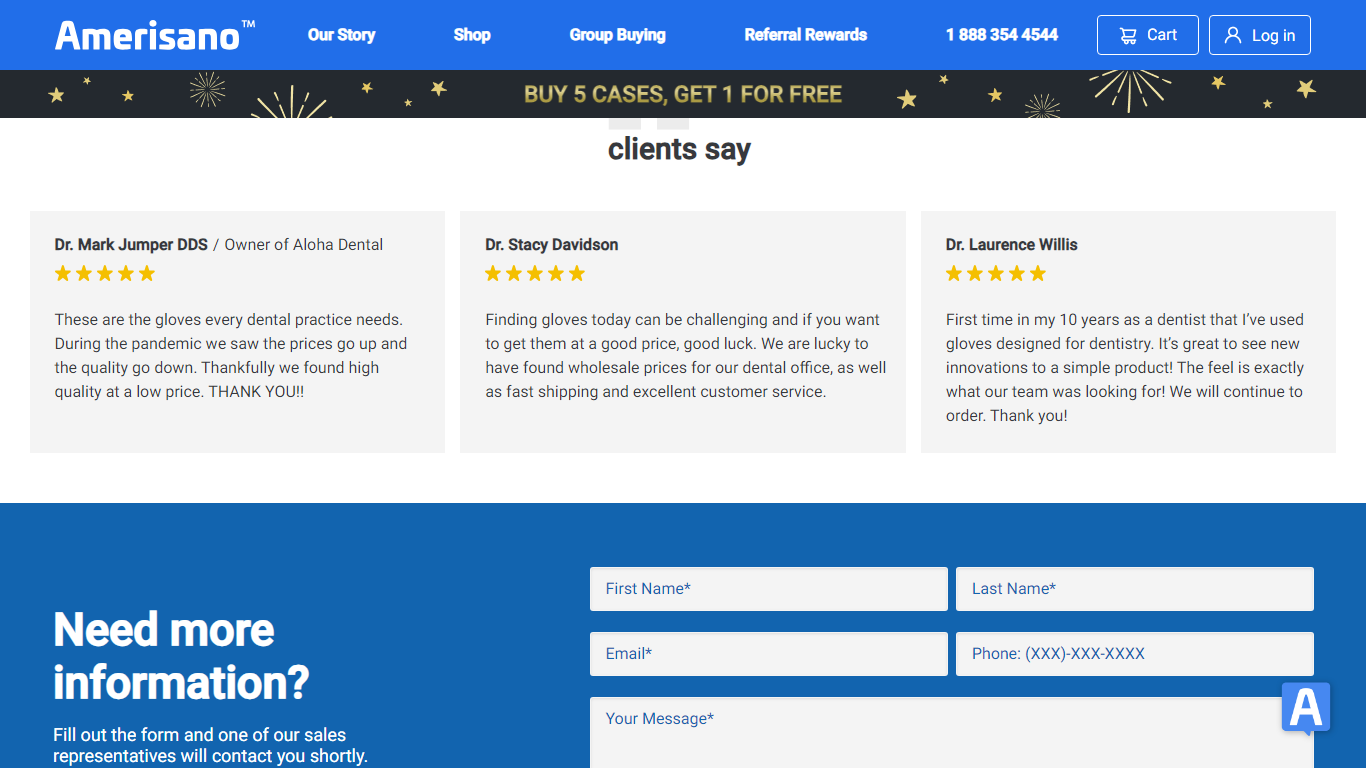 Amerisano™
Our Story
Shop
Group Buying
Referral Rewards
1 888 354 4544
Cart
Log in
BUY 5 CASES, GET 1 FOR FREE
clients say
Dr. Mark Jumper DDS / Owner of Aloha Dental
These are the gloves every dental practice needs.
During the pandemic we saw the prices go up and
the quality go down. Thankfully we found high
quality at a low price. THANK YOU!!
Dr. Stacy Davidson
Finding gloves today can be challenging and if you want
to get them at a good price, good luck. We are lucky to
have found wholesale prices for our dental office, as well
as fast shipping and excellent customer service.
Dr. Laurence Willis
First time in my 10 years as a dentist that I’ve used
gloves designed for dentistry. It’s great to see new
innovations to a simple product! The feel is exactly
what our team was looking for! We will continue to
order. Thank you!
Need more
information?
Fill out the form and one of our sales
representatives will contact you shortly.
First Name*
Last Name*
Email*
Phone: (XXX)-XXX-XXXX
Your Message*
A